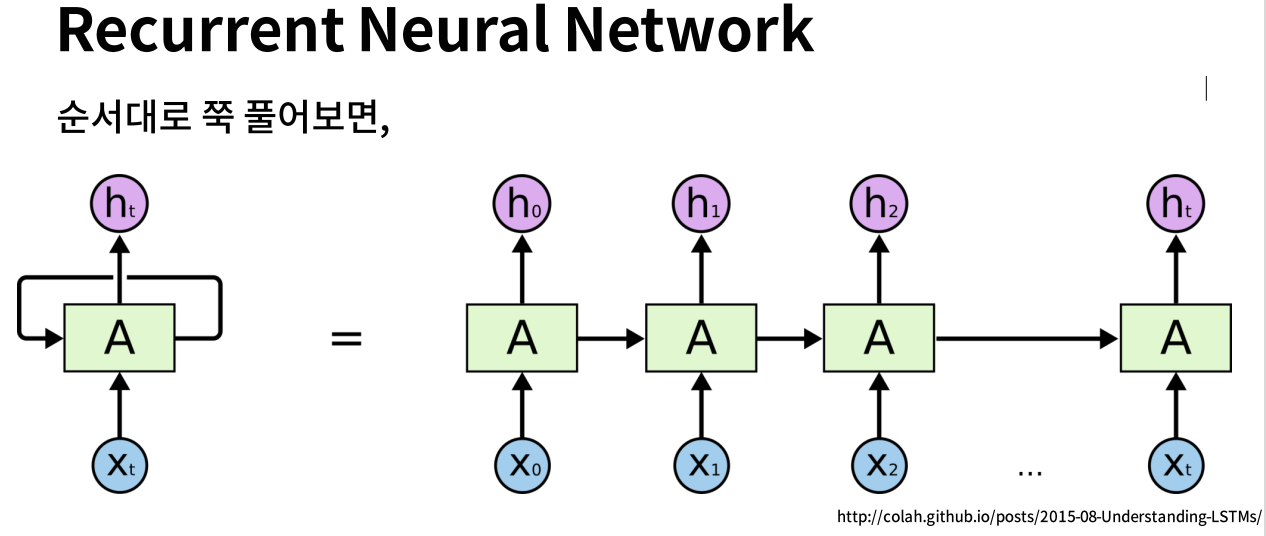 Recurrent Neural Network
순서대로 쭉 풀어보면,
ht h0 h1 h2 ht
A = A A A A
xt x0 x1 x2 ... xt
http://colah.github.io/posts/2015-08-Understanding-LSTMs/